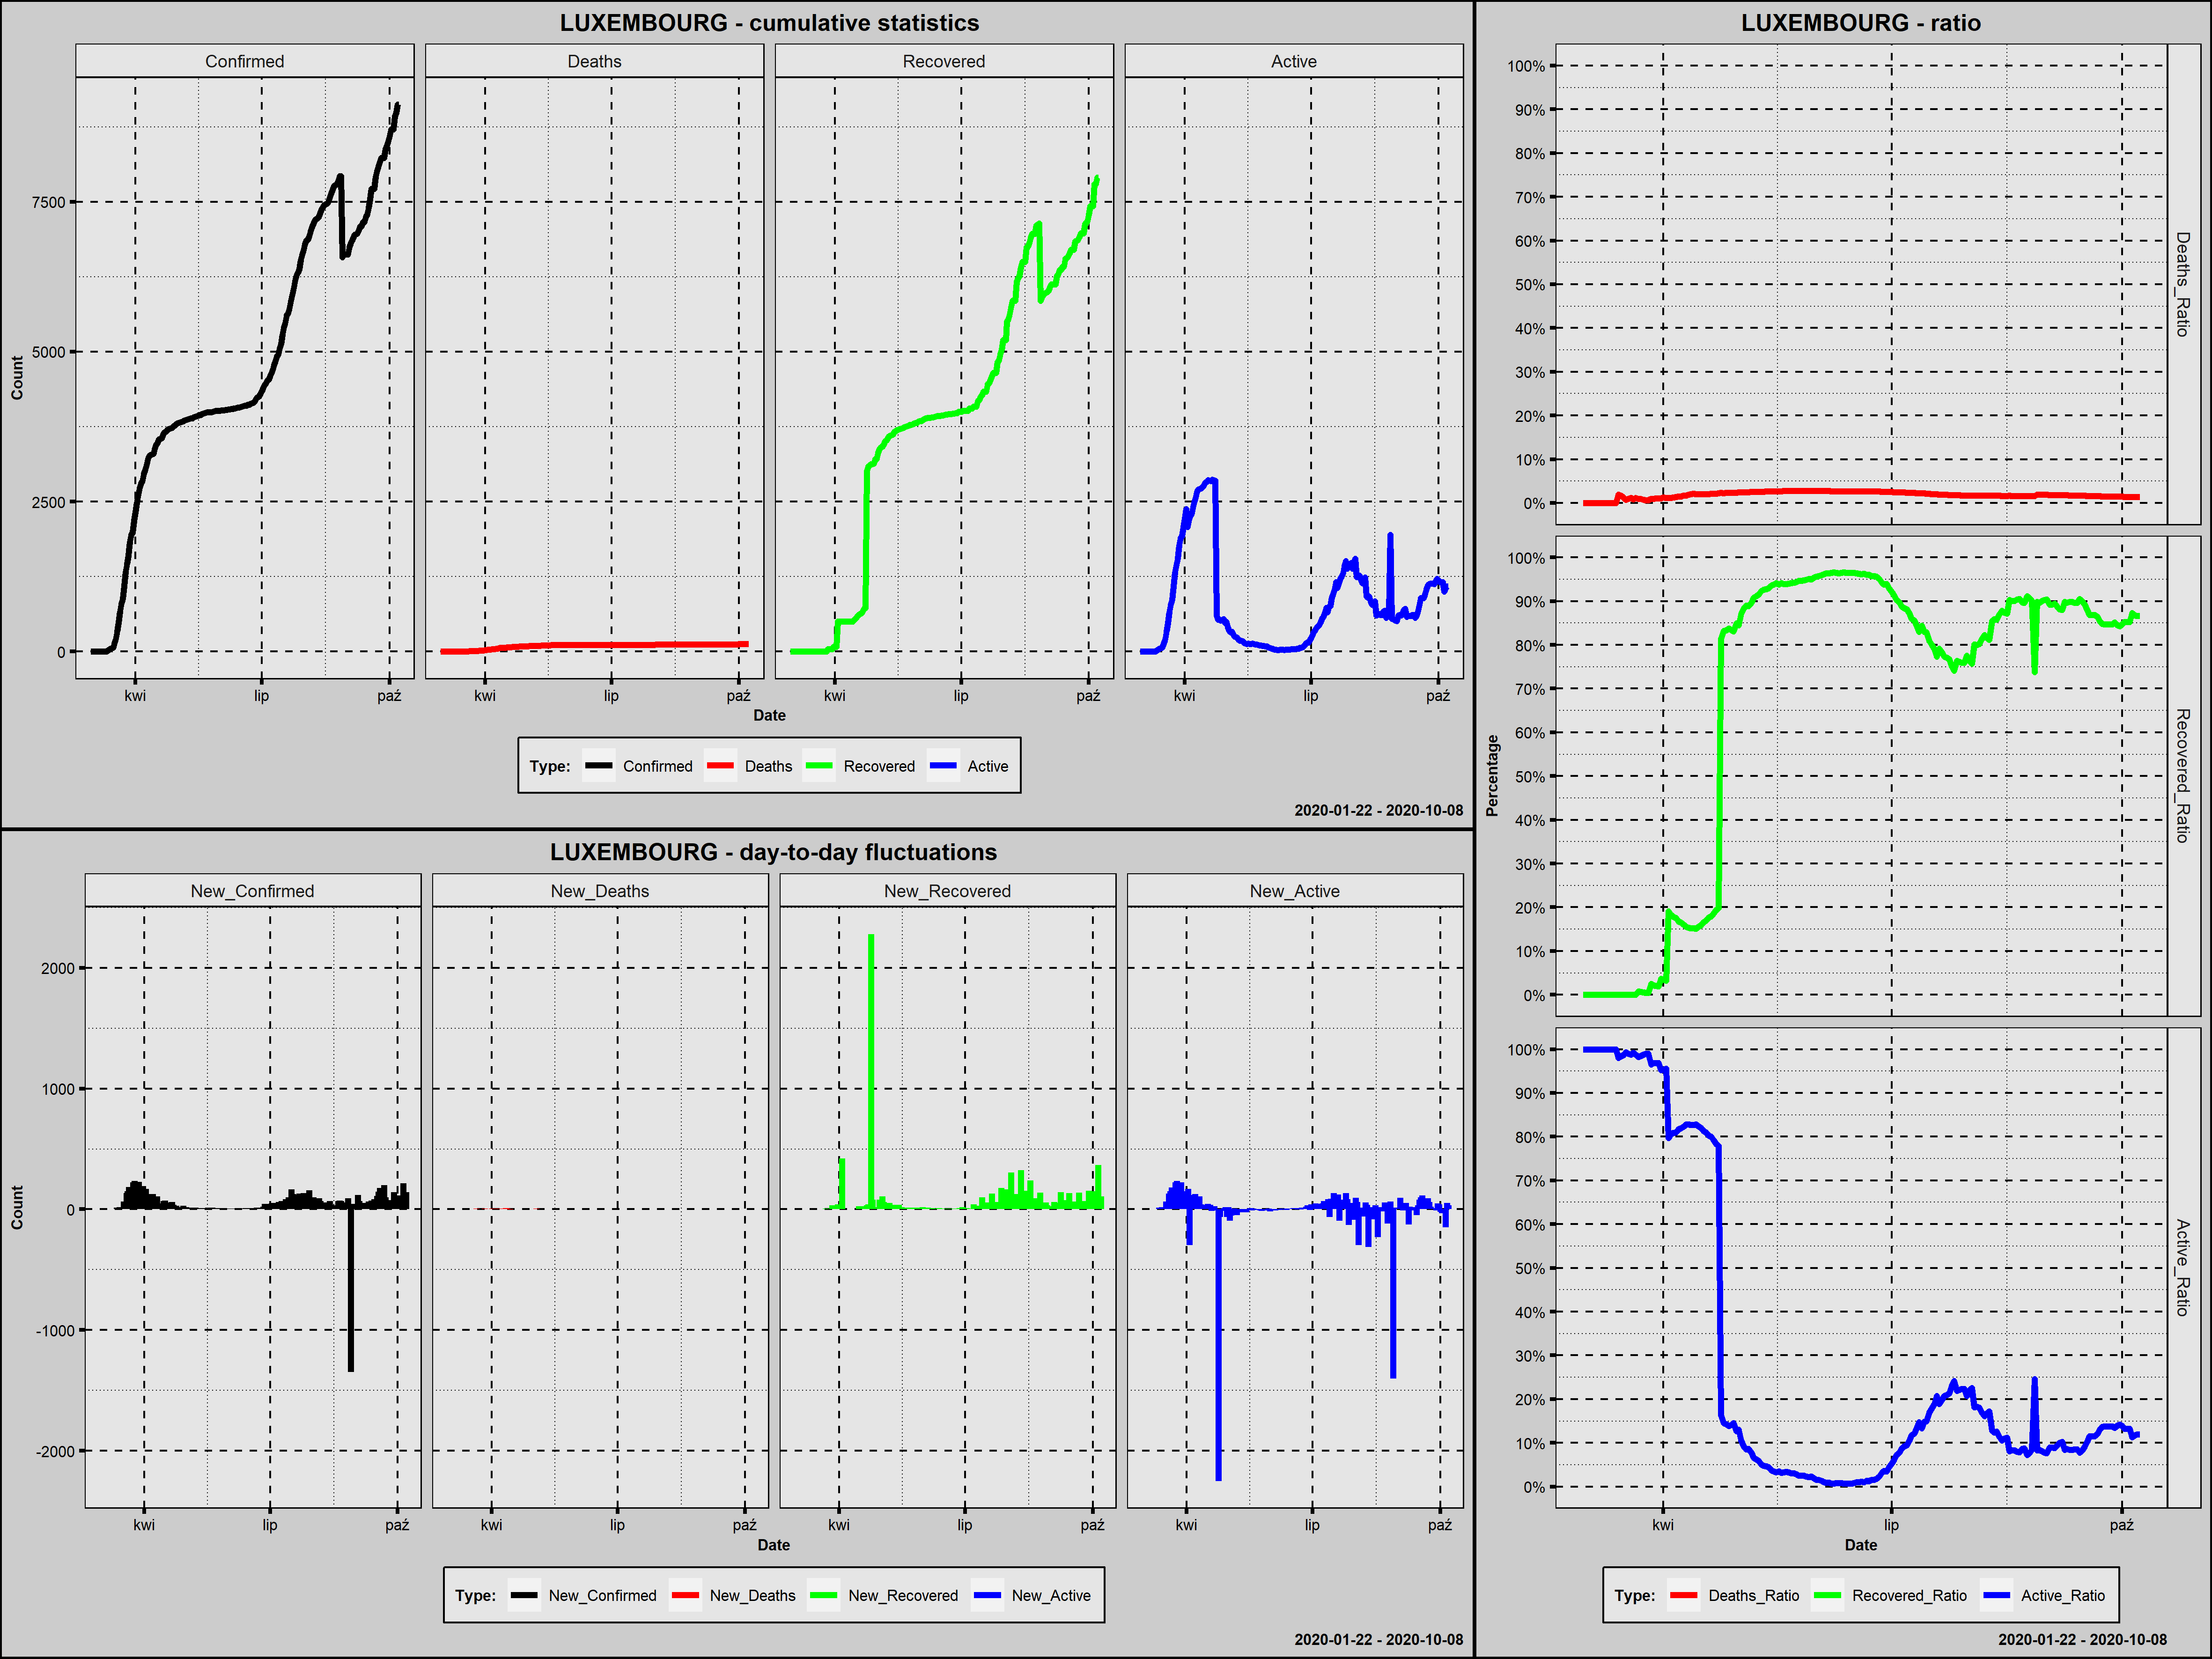 LUXEMBOURG - cumulative statistics
Confirmed Deaths Recovered Active
Count
7500
5000
2500
0
kwi lip paź kwi lip paź kwi lip paź kwi lip paź
Date
Type: Confirmed Deaths Recovered Active
2020-01-22 - 2020-10-08
LUXEMBOURG - day-to-day fluctuations
New_Confirmed New_Deaths New_Recovered New_Active
Count
2000
1000
0
-1000
-2000
kwi lip paź kwi lip paź kwi lip paź kwi lip paź
Date
Type: New_Confirmed New_Deaths New_Recovered New_Active
2020-01-22 - 2020-10-08
LUXEMBOURG - ratio
Percentage
100%
90%
80%
70%
60%
50%
40%
30%
20%
10%
0%
Deaths_Ratio
100%
90%
80%
70%
60%
50%
40%
30%
20%
10%
0%
Recovered_Ratio
100%
90%
80%
70%
60%
50%
40%
30%
20%
10%
0%
Active_Ratio
kwi lip paź
Date
Type: Deaths_Ratio Recovered_Ratio Active_Ratio
2020-01-22 - 2020-10-08